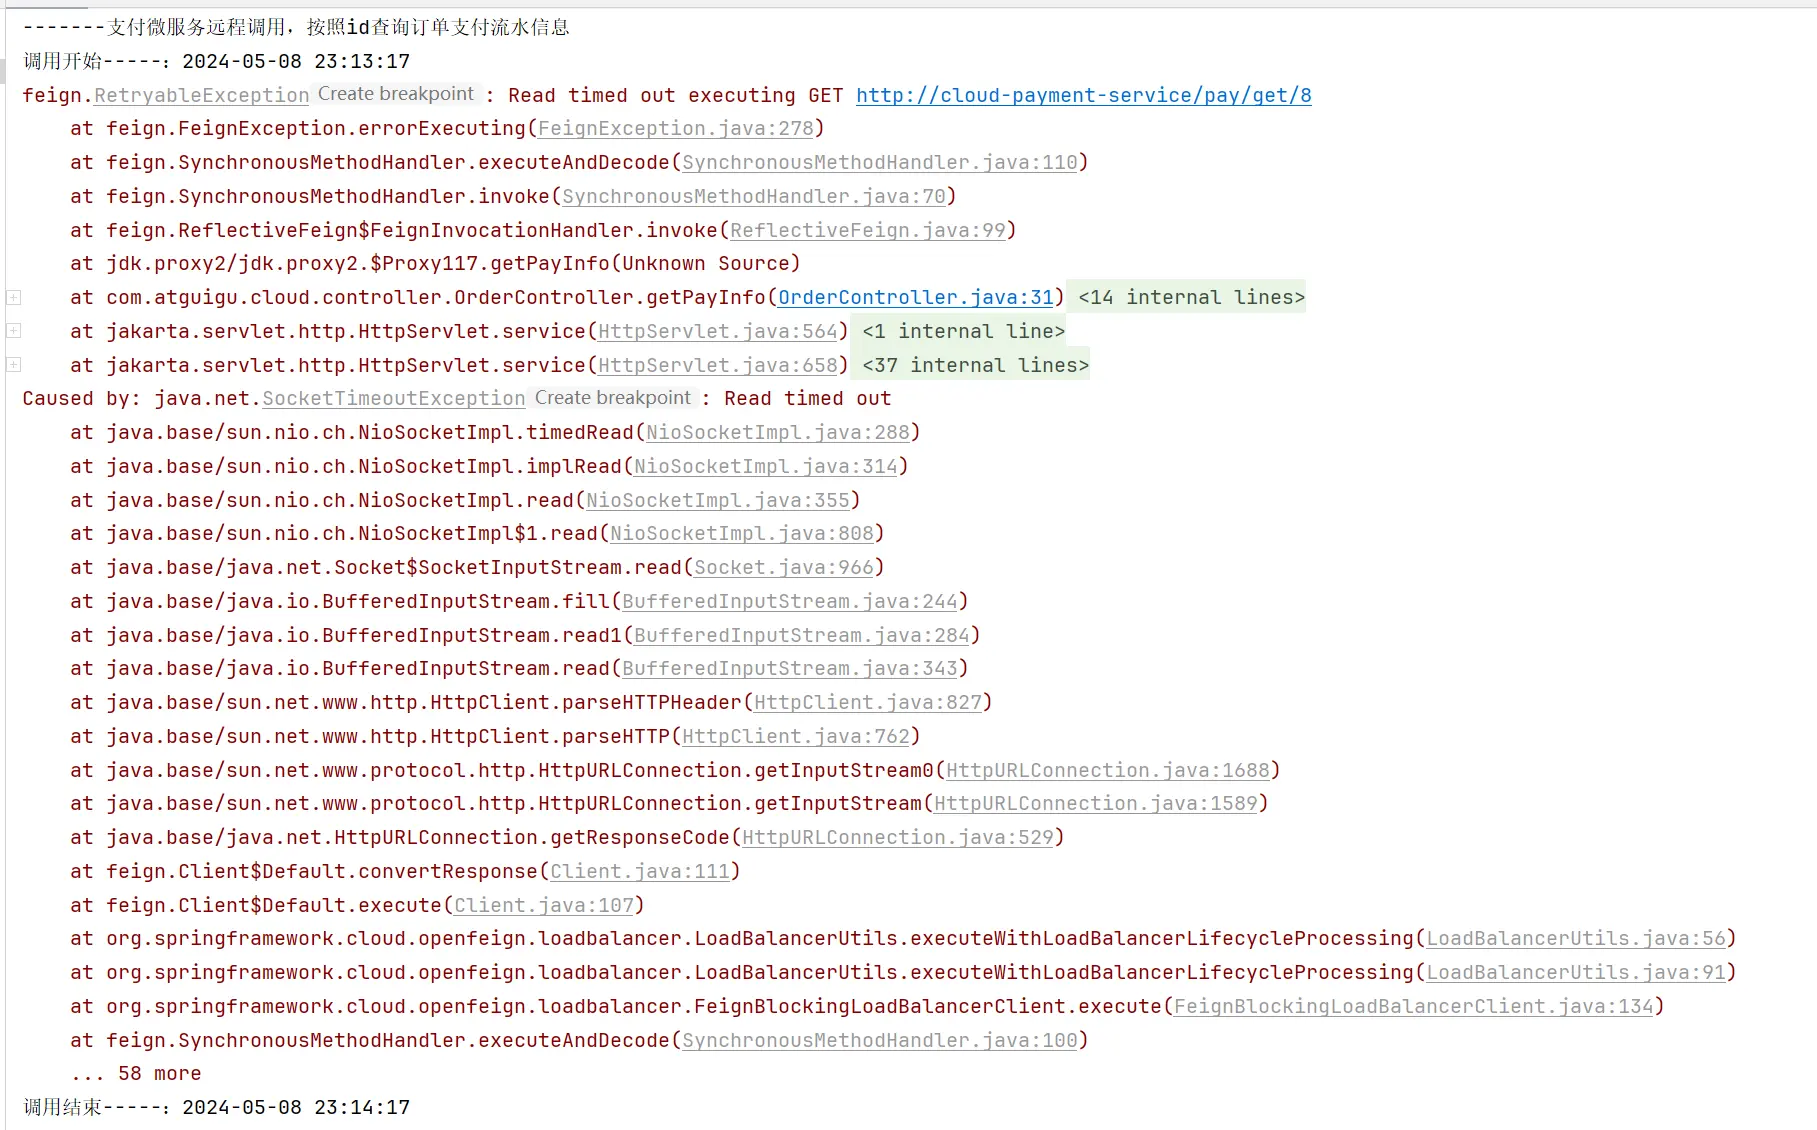 -------支付微服务远程调用，按照id查询订单支付流水信息
调用开始-----：2024-05-08 23:13:17
feign.RetryableException Create breakpoint : Read timed out executing GET http://cloud-payment-service/pay/get/8
at feign.FeignException.errorExecuting(FeignException.java:278)
at feign.SynchronousMethodHandler.executeAndDecode(SynchronousMethodHandler.java:110)
at feign.SynchronousMethodHandler.invoke(SynchronousMethodHandler.java:70)
at feign.ReflectiveFeign$FeignInvocationHandler.invoke(ReflectiveFeign.java:99)
at jdk.proxy2/jdk.proxy2.$Proxy117.getPayInfo(Unknown Source)
at com.atguigu.cloud.controller.OrderController.getPayInfo(OrderController.java:31) <14 internal lines>
at jakarta.servlet.http.HttpServlet.service(HttpServlet.java:564) <1 internal line>
at jakarta.servlet.http.HttpServlet.service(HttpServlet.java:658) <37 internal lines>
Caused by: java.net.SocketTimeoutException Create breakpoint : Read timed out
at java.base/sun.nio.ch.NioSocketImpl.timedRead(NioSocketImpl.java:288)
at java.base/sun.nio.ch.NioSocketImpl.implRead(NioSocketImpl.java:314)
at java.base/sun.nio.ch.NioSocketImpl.read(NioSocketImpl.java:355)
at java.base/sun.nio.ch.NioSocketImpl$1.read(NioSocketImpl.java:808)
at java.base/java.net.Socket$SocketInputStream.read(Socket.java:966)
at java.base/java.io.BufferedInputStream.fill(BufferedInputStream.java:244)
at java.base/java.io.BufferedInputStream.read1(BufferedInputStream.java:284)
at java.base/java.io.BufferedInputStream.read(BufferedInputStream.java:343)
at java.base/sun.net.www.http.HttpClient.parseHTTPHeader(HttpClient.java:827)
at java.base/sun.net.www.http.HttpClient.parseHTTP(HttpClient.java:762)
at java.base/sun.net.www.protocol.http.HttpURLConnection.getInputStream0(HttpURLConnection.java:1688)
at java.base/sun.net.www.protocol.http.HttpURLConnection.getInputStream(HttpURLConnection.java:1589)
at java.base/java.net.HttpURLConnection.getResponseCode(HttpURLConnection.java:529)
at feign.Client$Default.convertResponse(Client.java:111)
at feign.Client$Default.execute(Client.java:107)
at org.springframework.cloud.openfeign.loadbalancer.LoadBalancerUtils.executeWithLoadBalancerLifecycleProcessing(LoadBalancerUtils.java:56)
at org.springframework.cloud.openfeign.loadbalancer.LoadBalancerUtils.executeWithLoadBalancerLifecycleProcessing(LoadBalancerUtils.java:91)
at org.springframework.cloud.openfeign.loadbalancer.FeignBlockingLoadBalancerClient.execute(FeignBlockingLoadBalancerClient.java:134)
at feign.SynchronousMethodHandler.executeAndDecode(SynchronousMethodHandler.java:100)
... 58 more
调用结束-----：2024-05-08 23:14:17